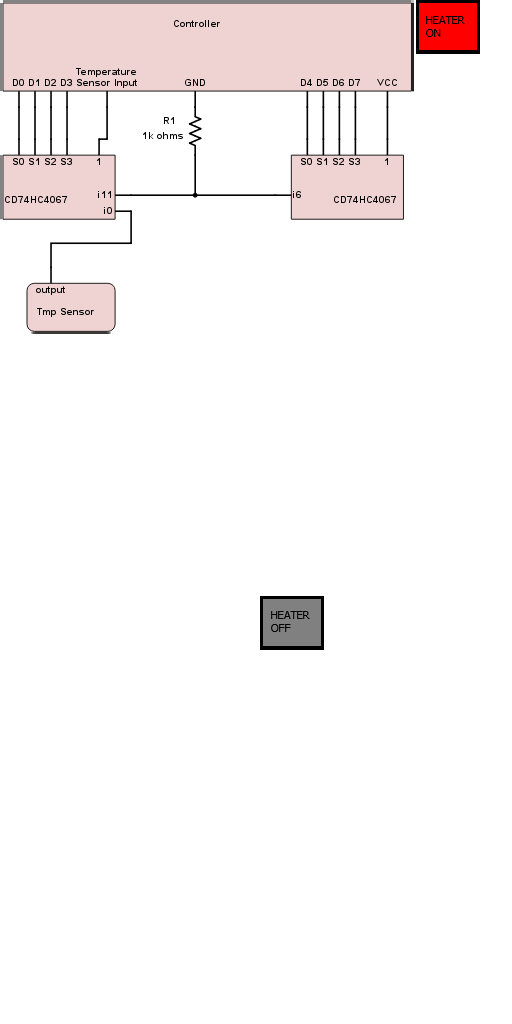 Controller
HEATER
ON
Temperature
D0 D1 D2 D3 Sensor Input GND D4 D5 D6 D7 VCC
R1
1k ohms
S0 S1 S2 S3 1 S0 S1 S2 S3 1
i11 i6
CD74HC4067 CD74HC4067
i0
output
Tmp Sensor
HEATER
OFF